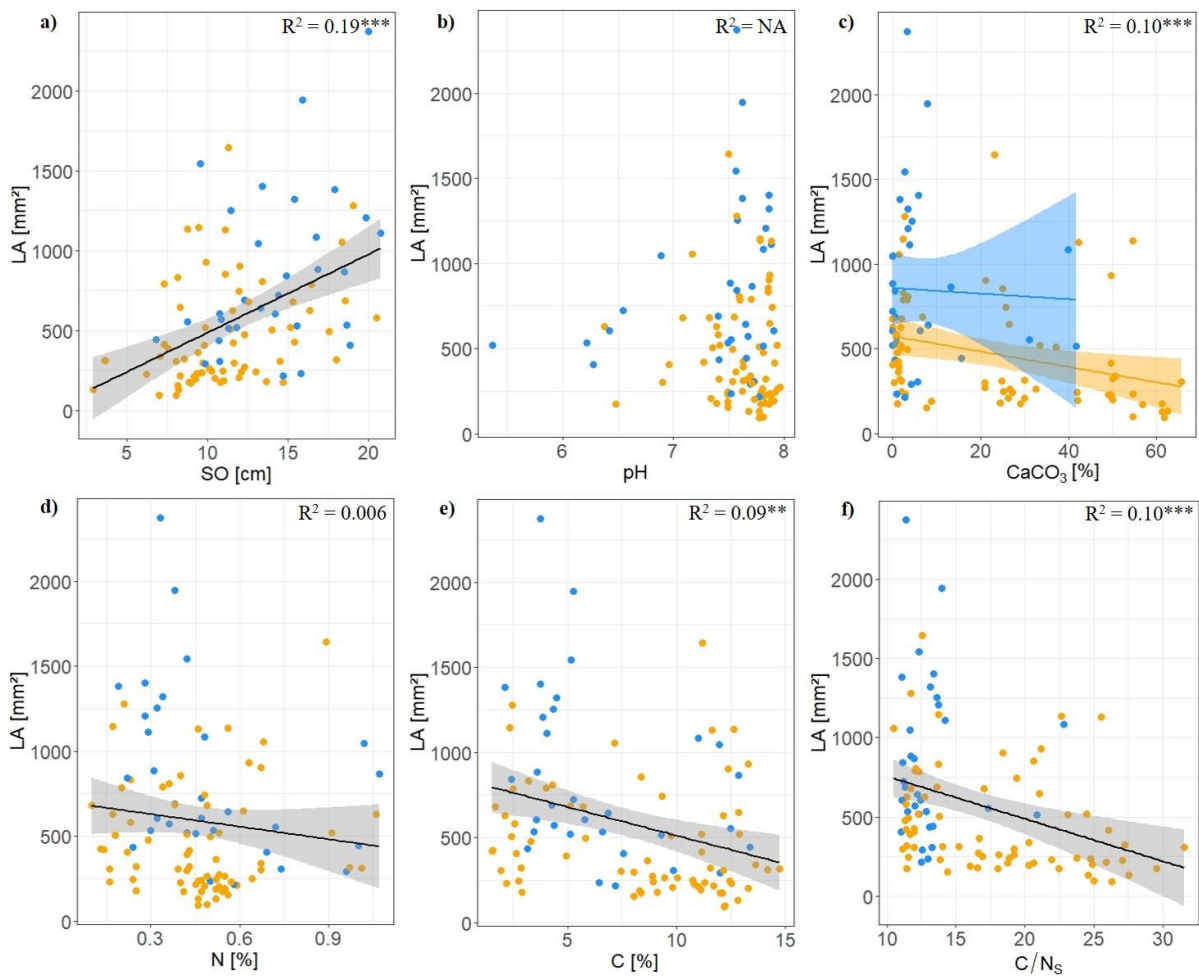 a)
R² = 0.19***
LA [mm²]
2000
1500
1000
500
0
5
10
15
20
SO [cm]
b)
R² = NA
LA [mm²]
2000
1500
1000
500
0
6
7
8
pH
c)
R² = 0.10***
LA [mm²]
2000
1500
1000
500
0
0
20
40
60
CaCO₃ [%]
d)
R² = 0.006
LA [mm²]
2000
1500
1000
500
0
0.3
0.6
0.9
N [%]
e)
R² = 0.09**
LA [mm²]
2000
1500
1000
500
0
5
10
15
C [%]
f)
R² = 0.10***
LA [mm²]
2000
1500
1000
500
0
10
15
20
25
30
C/Nₛ